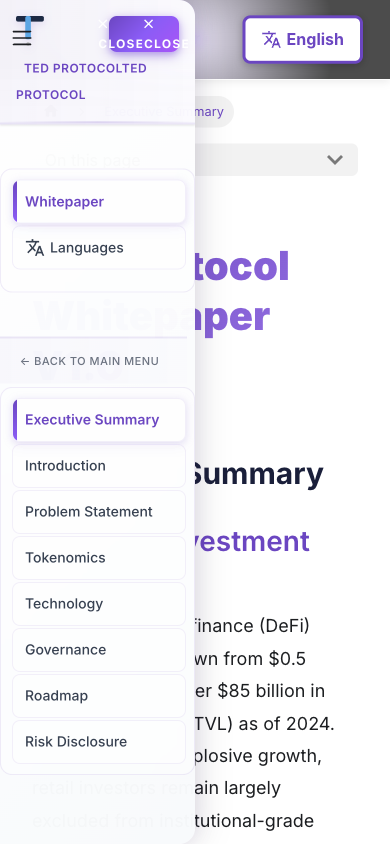 CLOSECLOSE
English
TED PROTOCOLTED
PROTOCOL
mmary
On this page
Whitepaper
Languages
tocol
Whitepaper
← BACK TO MAIN MENU
Executive Summary
Summary
Introduction
Problem Statement
vestment
Tokenomics
Technology
finance (DeFi)
Governance
wn from $0.5
Roadmap
er $85 billion in
TVL) as of 2024.
Risk Disclosure
plosive growth,
retail investors remain largely
excluded from institutional-grade